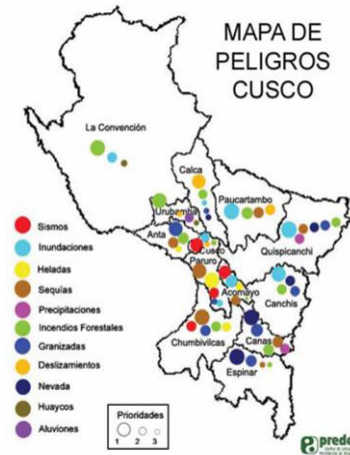 MAPA DE
PELIGROS
CUSCO
La Convención
Calca
Paucartambo
Urubamba
Anta
Cusco
Quispicanchi
Paruro
Acomayo
Canchis
Chumbivilcas
Canas
Espinar
Sismos
Inundaciones
Heladas
Sequías
Precipitaciones
Incendios Forestales
Granizadas
Deslizamientos
Nevada
Huaycos
Aluviones
Prioridades
1 2 3
predes